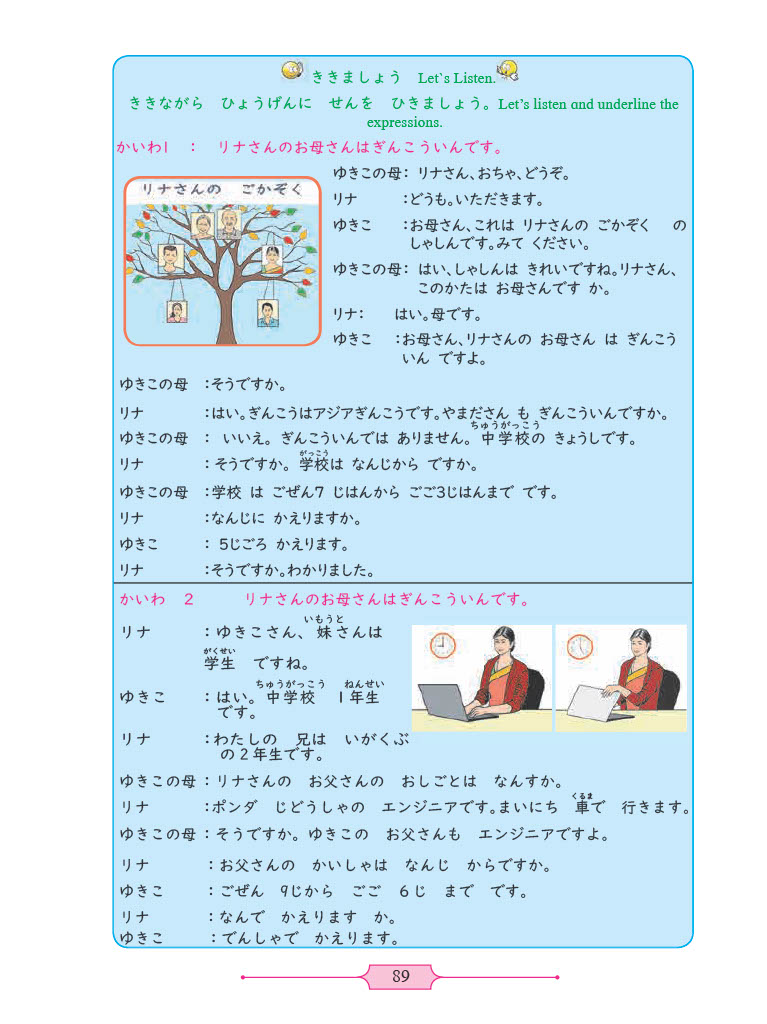 ききましょう Let`s Listen.
ききながら ひょうげんに せんを ひきましょう。Let's listen and underline the
expressions.
かいわ1 : リナさんのお母さんはぎんこういんです。
リナさんの ごかぞく
ゆきこの母: リナさん、おちゃ、どうぞ。
リナ :どうも。いただきます。
ゆきこ :お母さん、これは リナさんの ごかぞく の
しゃしんです。みて ください。
ゆきこの母: はい、しゃしんは きれいですね。リナさん、
このかたは お母さんです か。
リナ: はい。母です。
ゆきこ :お母さん、リナさんの お母さん は ぎんこう
いん ですよ。
ゆきこの母 :そうですか。
リナ :はい。ぎんこうはアジアぎんこうです。やまださん も ぎんこういんですか。
ちゅうがっこう
ゆきこの母 : いいえ。 ぎんこういんでは ありません。 中学校の きょうしです。
がっこう
リナ : そうですか。 学校は なんじから ですか。
ゆきこの母 :学校 は ごぜん7 じはんから ごご3じはんまで です。
リナ :なんじに かえりますか。
ゆきこ : 5じごろ かえります。
リナ :そうですか。わかりました。
かいわ 2 リナさんのお母さんはぎんこういんです。
いもうと
リナ : ゆきこさん、 妹さんは
がくせい
学生 ですね。
ちゅうがっこう ねんせい
ゆきこ : はい。 中学校 1年生
です。
リナ :わたしの 兄は いがくぶ
の2年生です。
ゆきこの母 : リナさんの お父さんの おしごとは なんすか。
くるま
リナ :ポンダ じどうしゃの エンジニアです。まいにち 車で 行きます。
ゆきこの母 : そうですか。 ゆきこの お父さんも エンジニアですよ。
リナ : お父さんの かいしゃは なんじ からですか。
ゆきこ : ごぜん 9じから ごご 6じ まで です。
リナ : なんで かえります か。
ゆきこ : でんしゃで かえります。
89